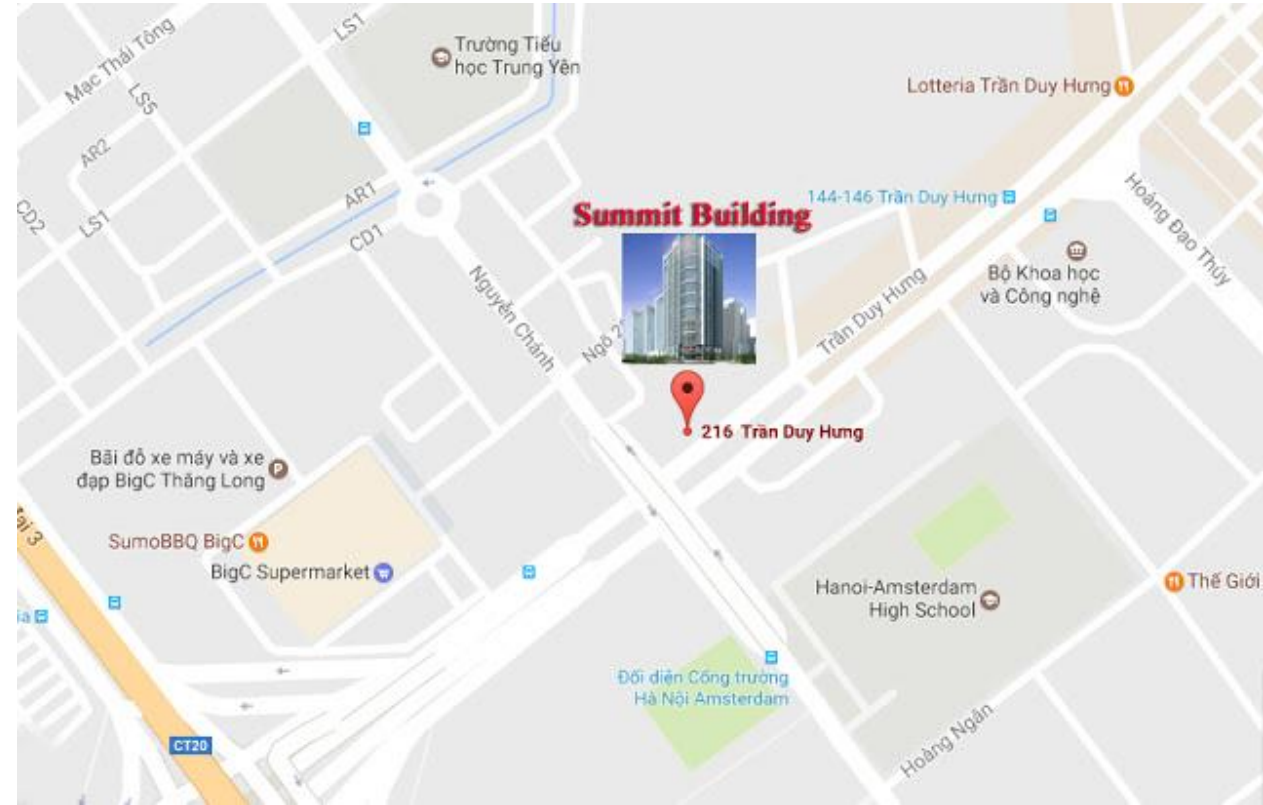 LS1
Mạc Thái Tông
Trường Tiểu
học Trung Yên
Lotteria Trần Duy Hưng
LS5
AR2
AR1
144-146 Trần Duy Hưng
Hoàng Đạo Thúy
CD2
LS1
CD1
Summit Building
Bộ Khoa học
và Công nghệ
Nguyễn Chánh
Ngõ
Trần Duy Hưng
216 Trần Duy Hưng
Bãi đỗ xe máy và xe
đạp BigC Thăng Long
3
SumoBBQ BigC
BigC Supermarket
Hanoi-Amsterdam
High School
Thế Giới
Đối diện Cổng trường
Hà Nội Amsterdam
Hoàng Ngân
CT20